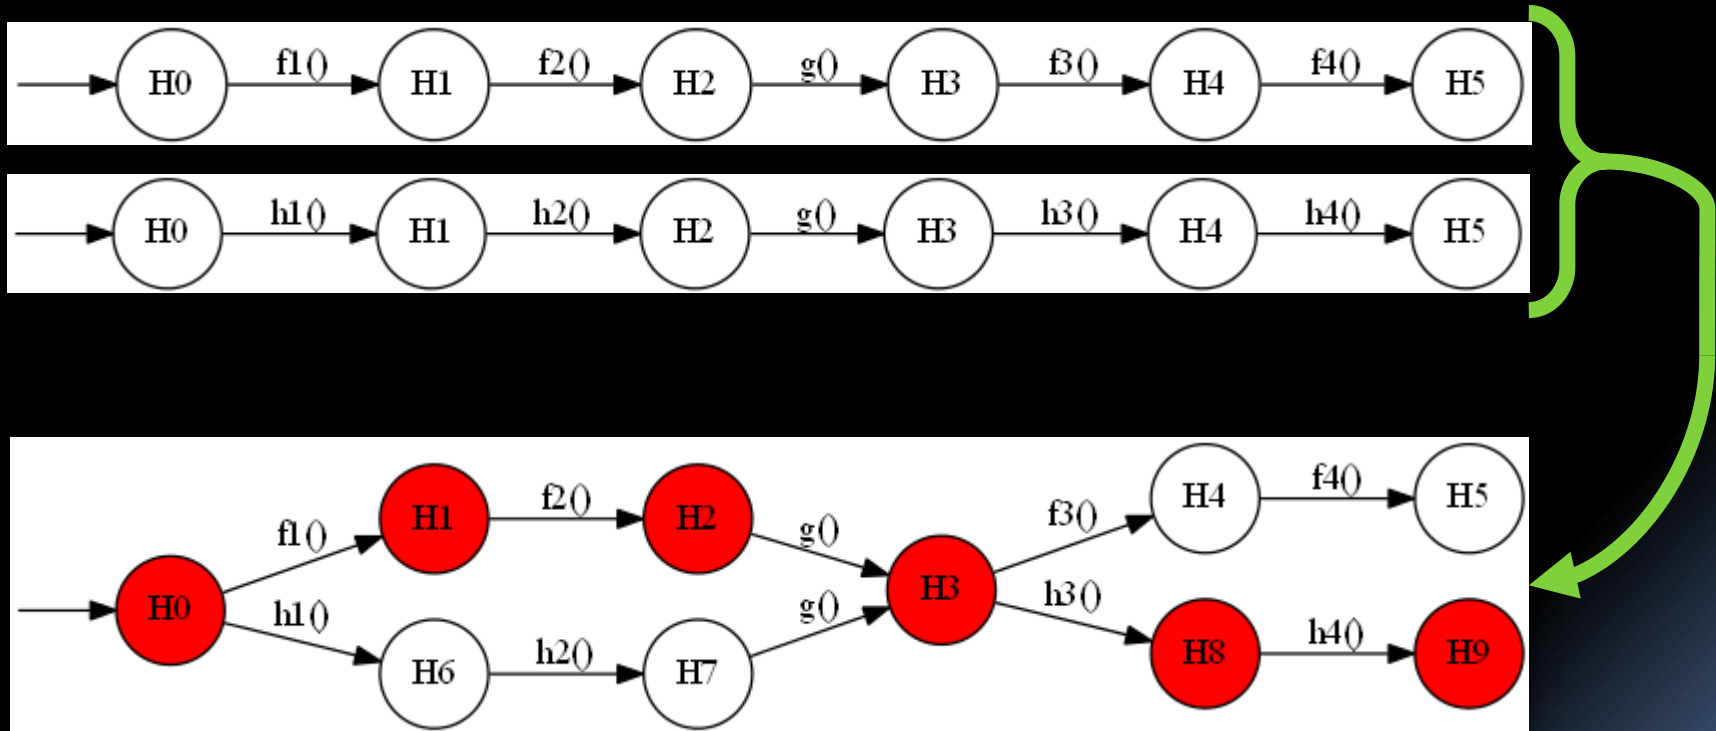 f1() f2() g() f3() f4()
H0 H1 H2 H3 H4 H5
h1() h2() g() h3() h4()
H0 H1 H2 H3 H4 H5
f4()
H4 H5
f2() f3()
H1 H2 g()
f1()
H3
h3()
H0 h1() g() h4()
H8 H9
h2()
H6 H7